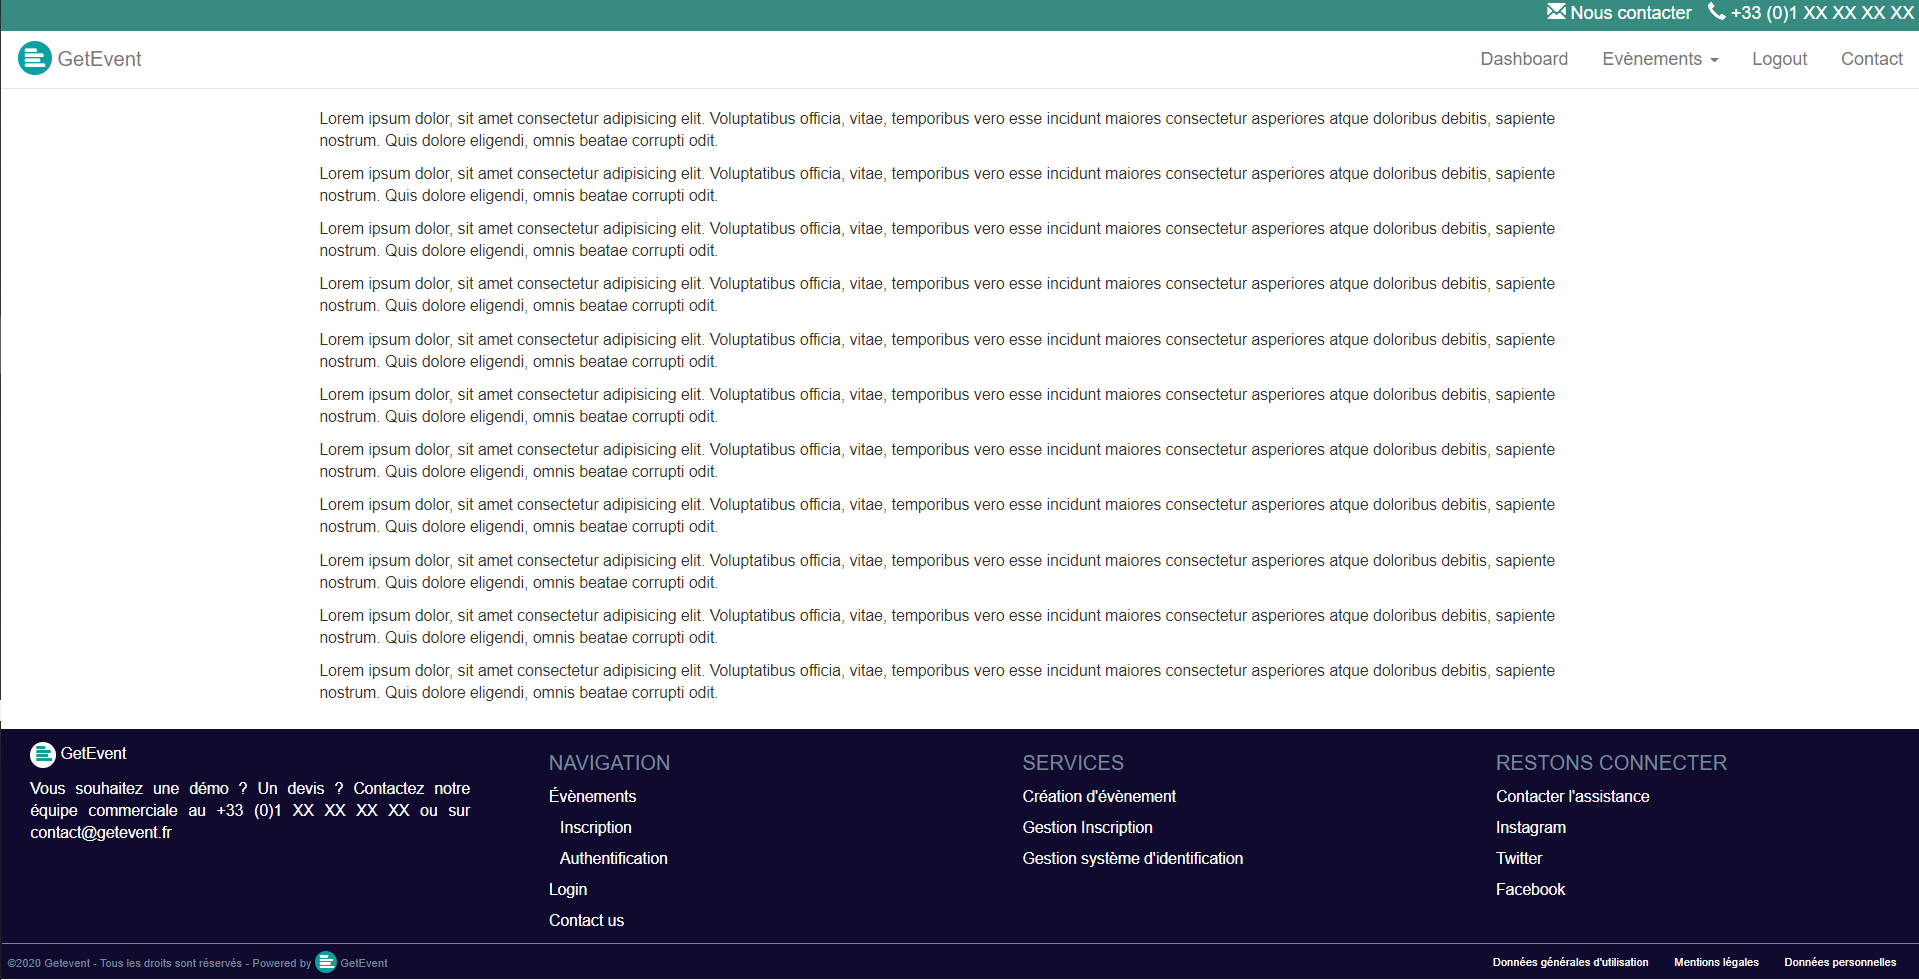 Nous contacter +33 (0)1 XX XX XX XX
GetEvent Dashboard Evènements Logout Contact
Lorem ipsum dolor, sit amet consectetur adipisicing elit. Voluptatibus officia, vitae, temporibus vero esse incidunt maiores consectetur asperiores atque doloribus debitis, sapiente
nostrum. Quis dolore eligendi, omnis beatae corrupti odit.
Lorem ipsum dolor, sit amet consectetur adipisicing elit. Voluptatibus officia, vitae, temporibus vero esse incidunt maiores consectetur asperiores atque doloribus debitis, sapiente
nostrum. Quis dolore eligendi, omnis beatae corrupti odit.
Lorem ipsum dolor, sit amet consectetur adipisicing elit. Voluptatibus officia, vitae, temporibus vero esse incidunt maiores consectetur asperiores atque doloribus debitis, sapiente
nostrum. Quis dolore eligendi, omnis beatae corrupti odit.
Lorem ipsum dolor, sit amet consectetur adipisicing elit. Voluptatibus officia, vitae, temporibus vero esse incidunt maiores consectetur asperiores atque doloribus debitis, sapiente
nostrum. Quis dolore eligendi, omnis beatae corrupti odit.
Lorem ipsum dolor, sit amet consectetur adipisicing elit. Voluptatibus officia, vitae, temporibus vero esse incidunt maiores consectetur asperiores atque doloribus debitis, sapiente
nostrum. Quis dolore eligendi, omnis beatae corrupti odit.
Lorem ipsum dolor, sit amet consectetur adipisicing elit. Voluptatibus officia, vitae, temporibus vero esse incidunt maiores consectetur asperiores atque doloribus debitis, sapiente
nostrum. Quis dolore eligendi, omnis beatae corrupti odit.
Lorem ipsum dolor, sit amet consectetur adipisicing elit. Voluptatibus officia, vitae, temporibus vero esse incidunt maiores consectetur asperiores atque doloribus debitis, sapiente
nostrum. Quis dolore eligendi, omnis beatae corrupti odit.
Lorem ipsum dolor, sit amet consectetur adipisicing elit. Voluptatibus officia, vitae, temporibus vero esse incidunt maiores consectetur asperiores atque doloribus debitis, sapiente
nostrum. Quis dolore eligendi, omnis beatae corrupti odit.
Lorem ipsum dolor, sit amet consectetur adipisicing elit. Voluptatibus officia, vitae, temporibus vero esse incidunt maiores consectetur asperiores atque doloribus debitis, sapiente
nostrum. Quis dolore eligendi, omnis beatae corrupti odit.
Lorem ipsum dolor, sit amet consectetur adipisicing elit. Voluptatibus officia, vitae, temporibus vero esse incidunt maiores consectetur asperiores atque doloribus debitis, sapiente
nostrum. Quis dolore eligendi, omnis beatae corrupti odit.
Lorem ipsum dolor, sit amet consectetur adipisicing elit. Voluptatibus officia, vitae, temporibus vero esse incidunt maiores consectetur asperiores atque doloribus debitis, sapiente
nostrum. Quis dolore eligendi, omnis beatae corrupti odit.
GetEvent
Vous souhaitez une démo ? Un devis ? Contactez notre
équipe commerciale au +33 (0)1 XX XX XX XX ou sur
contact@getevent.fr
NAVIGATION
Évènements
Inscription
Authentification
Login
Contact us
SERVICES
Création d'évènement
Gestion Inscription
Gestion système d'identification
RESTONS CONNECTER
Contacter l'assistance
Instagram
Twitter
Facebook
©2020 Getevent - Tous les droits sont réservés - Powered by GetEvent
Données générales d'utilisation Mentions légales Données personnelles